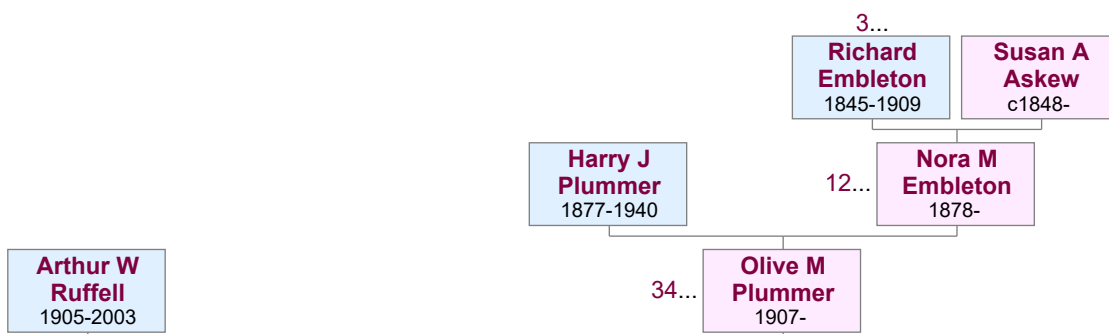 3...
Richard
Embleton
1845-1909
Susan A
Askew
c1848-
Harry J
Plummer
1877-1940
12...
Nora M
Embleton
1878-
Arthur W
Ruffell
1905-2003
34...
Olive M
Plummer
1907-